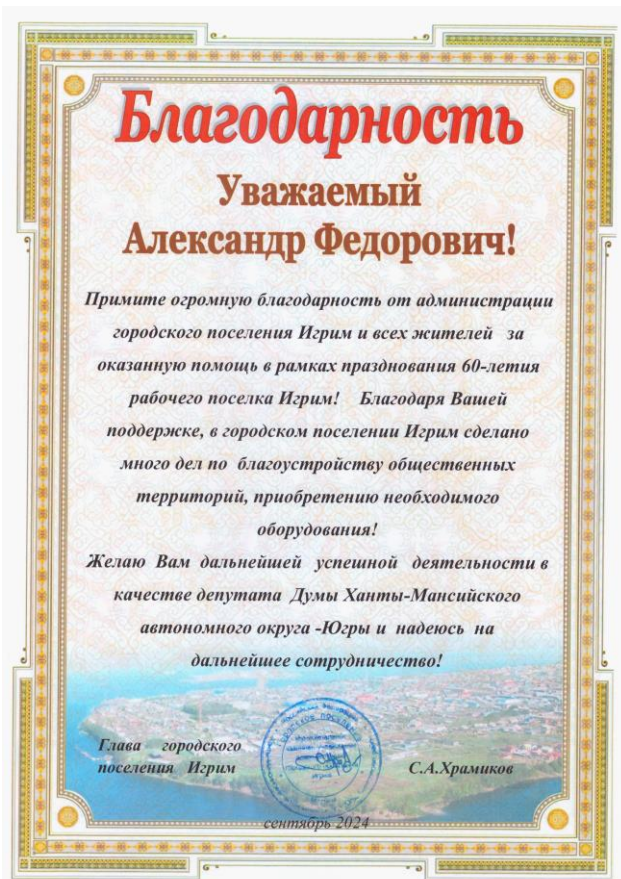 Благодарность
Уважаемый
Александр Федорович!
Примите огромную благодарность от администрации
городского поселения Игрим и всех жителей за
оказанную помощь в рамках празднования 60-летия
рабочего поселка Игрим! Благодаря Вашей
поддержке, в городском поселении Игрим сделано
много дел по благоустройству общественных
территорий, приобретению необходимого
оборудования!
Желаю Вам дальнейшей успешной деятельности в
качестве депутата Думы Ханты-Мансийского
автономного округа -Югры и надеюсь на
дальнейшее сотрудничество!
Глава городского
поселения Игрим С.А.Храмиков
сентябрь 2024